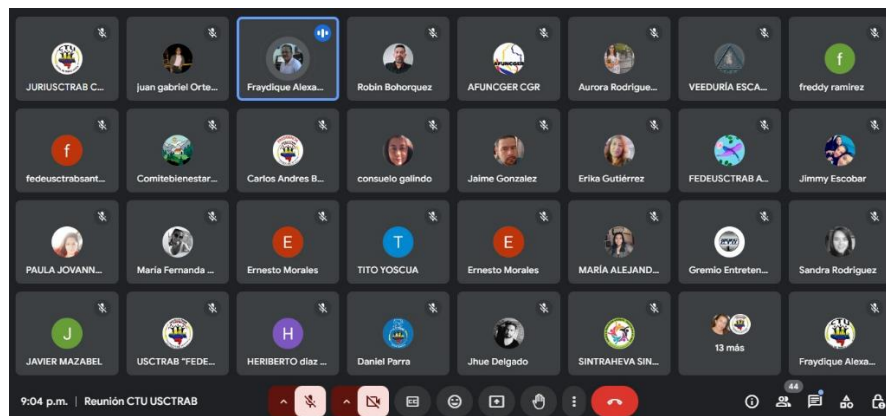 JURIUSCTRAB C...
juan gabriel Orte...
Fraydique Alexa...
Robin Bohorquez
AFUNCGER CGR
Aurora Rodrigue...
VEEDURÍA ESCA...
f
freddy ramirez
f
fedeusctrabsant...
Comitebienestar...
Carlos Andres B...
consuelo galindo
Jaime Gonzalez
Erika Gutiérrez
FEDEUSCTRAB A...
Jimmy Escobar
PAULA JOVANN...
María Fernanda ...
E
Ernesto Morales
T
TITO YOSCUA
E
Ernesto Morales
MARÍA ALEJAND...
Gremio Entreten...
Sandra Rodriguez
J
JAVIER MAZABEL
USCTRAB "FEDE...
H
HERIBERTO diaz ...
Daniel Parra
Jhue Delgado
SINTRAHEVA SIN...
13 más
Fraydique Alexa...
9:04 p.m. | Reunión CTU USCTRAB
44